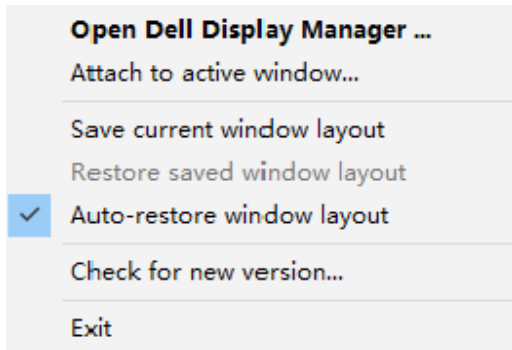 Open Dell Display Manager ...
Attach to active window...
Save current window layout
Restore saved window layout
Auto-restore window layout
Check for new version...
Exit